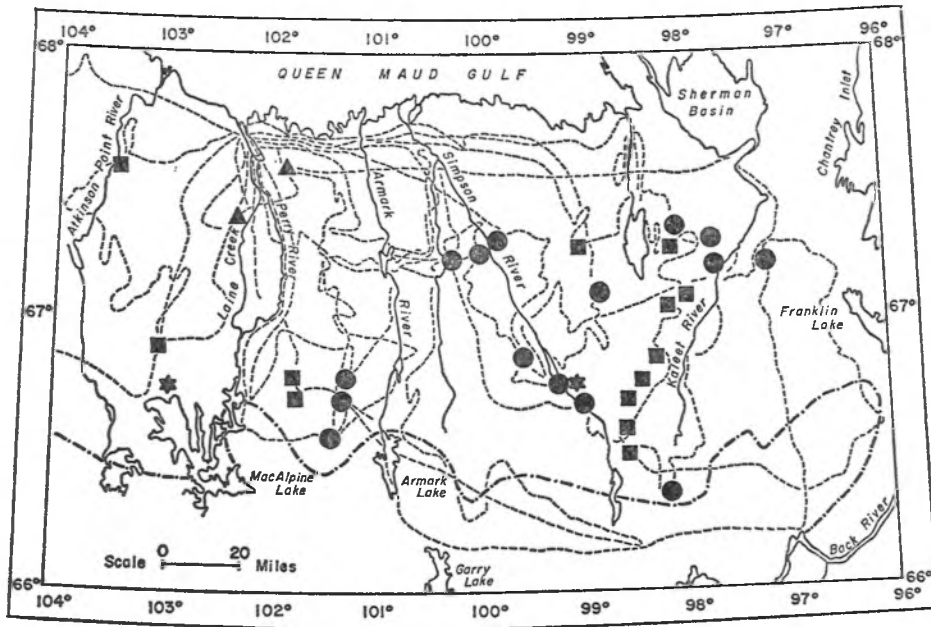 104° 103° 102° 101° 100° 99° 98° 97°
68° 68°
QUEEN MAUD GULF
Sherman
Basin
Chantrey Inlet
Atkinson Point River
Laine Creek
Perry River
Armark River
Simpson River
Kaleet River
67° 67°
Franklin
Lake
MacAlpine
Lake
Armark
Lake
Garry
Lake
Back River
Scale 0 20 Miles
66° 66°
104° 103° 102° 101° 100° 99° 98° 97° 96°